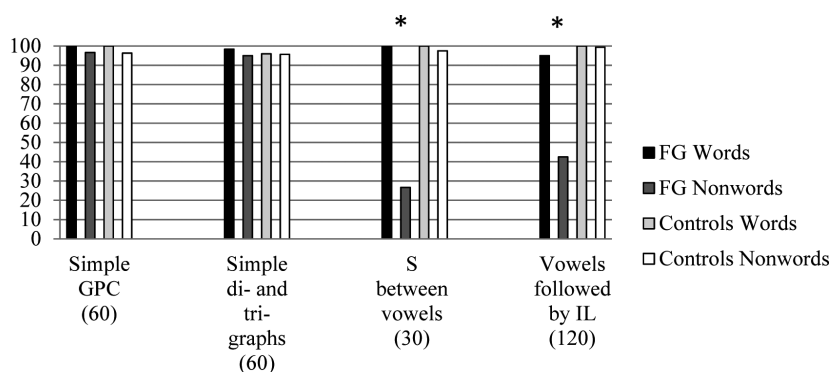 * *
100
90
80
70
60
50
40
30
20
10
0
Simple
GPC
(60)
Simple
di- and
tri-
graphs
(60)
S
between
vowels
(30)
Vowels
followed
by IL
(120)
FG Words
FG Nonwords
Controls Words
Controls Nonwords